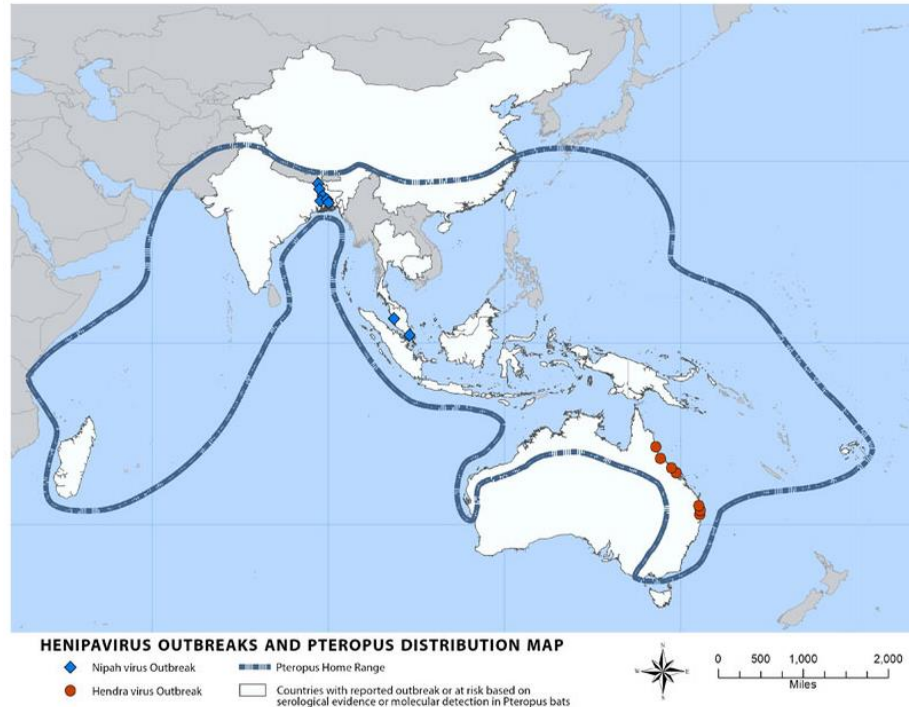 HENIPAVIRUS OUTBREAKS AND PTEROPUS DISTRIBUTION MAP
Nipah virus Outbreak
Pteropus Home Range
Hendra virus Outbreak
Countries with reported outbreak or at risk based on
serological evidence or molecular detection in Pteropus bats
N
W E
S
0 500 1,000 2,000
Miles